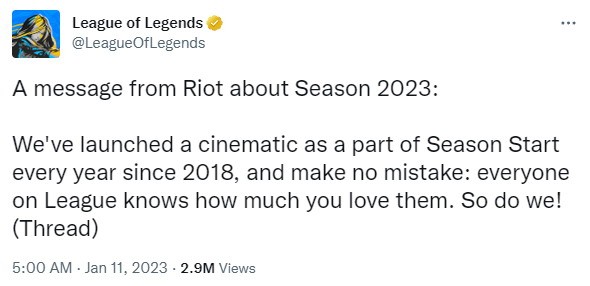 League of Legends
@LeagueOfLegends
A message from Riot about Season 2023:
We've launched a cinematic as a part of Season Start
every year since 2018, and make no mistake: everyone
on League knows how much you love them. So do we!
(Thread)
5:00 AM · Jan 11, 2023 · 2.9M Views